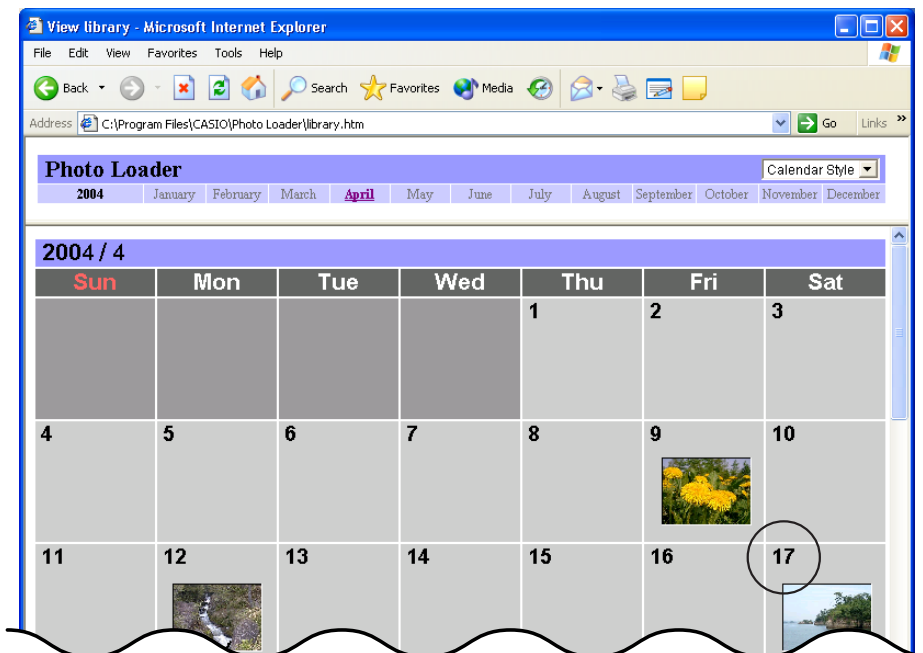 View library - Microsoft Internet Explorer
File Edit View Favorites Tools Help
Back Search Favorites Media
Address C:\Program Files\CASIO\Photo Loader\library.htm Go Links »
Photo Loader Calendar Style
2004 January February March April May June July August September October November December
2004 / 4
Sun Mon Tue Wed Thu Fri Sat
1 2 3
4 5 6 7 8 9 10
11 12 13 14 15 16 17